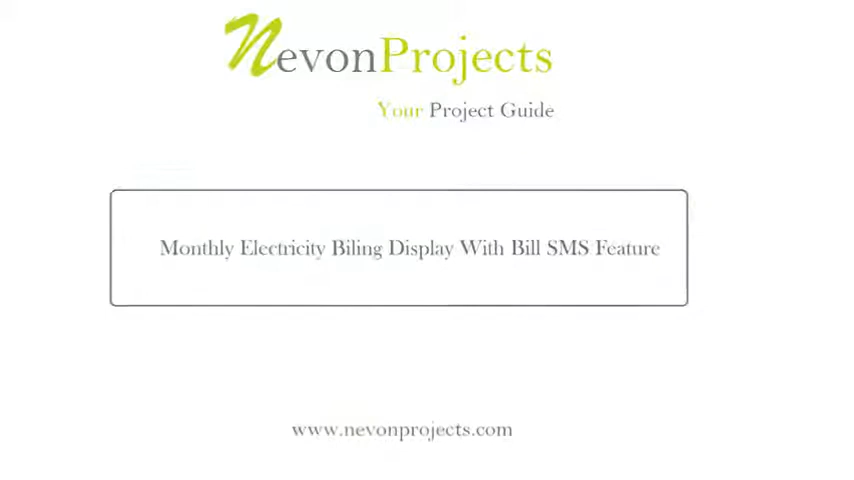 NevonProjects
Your Project Guide
Monthly Electricity Biling Display With Bill SMS Feature
www.nevonprojects.com